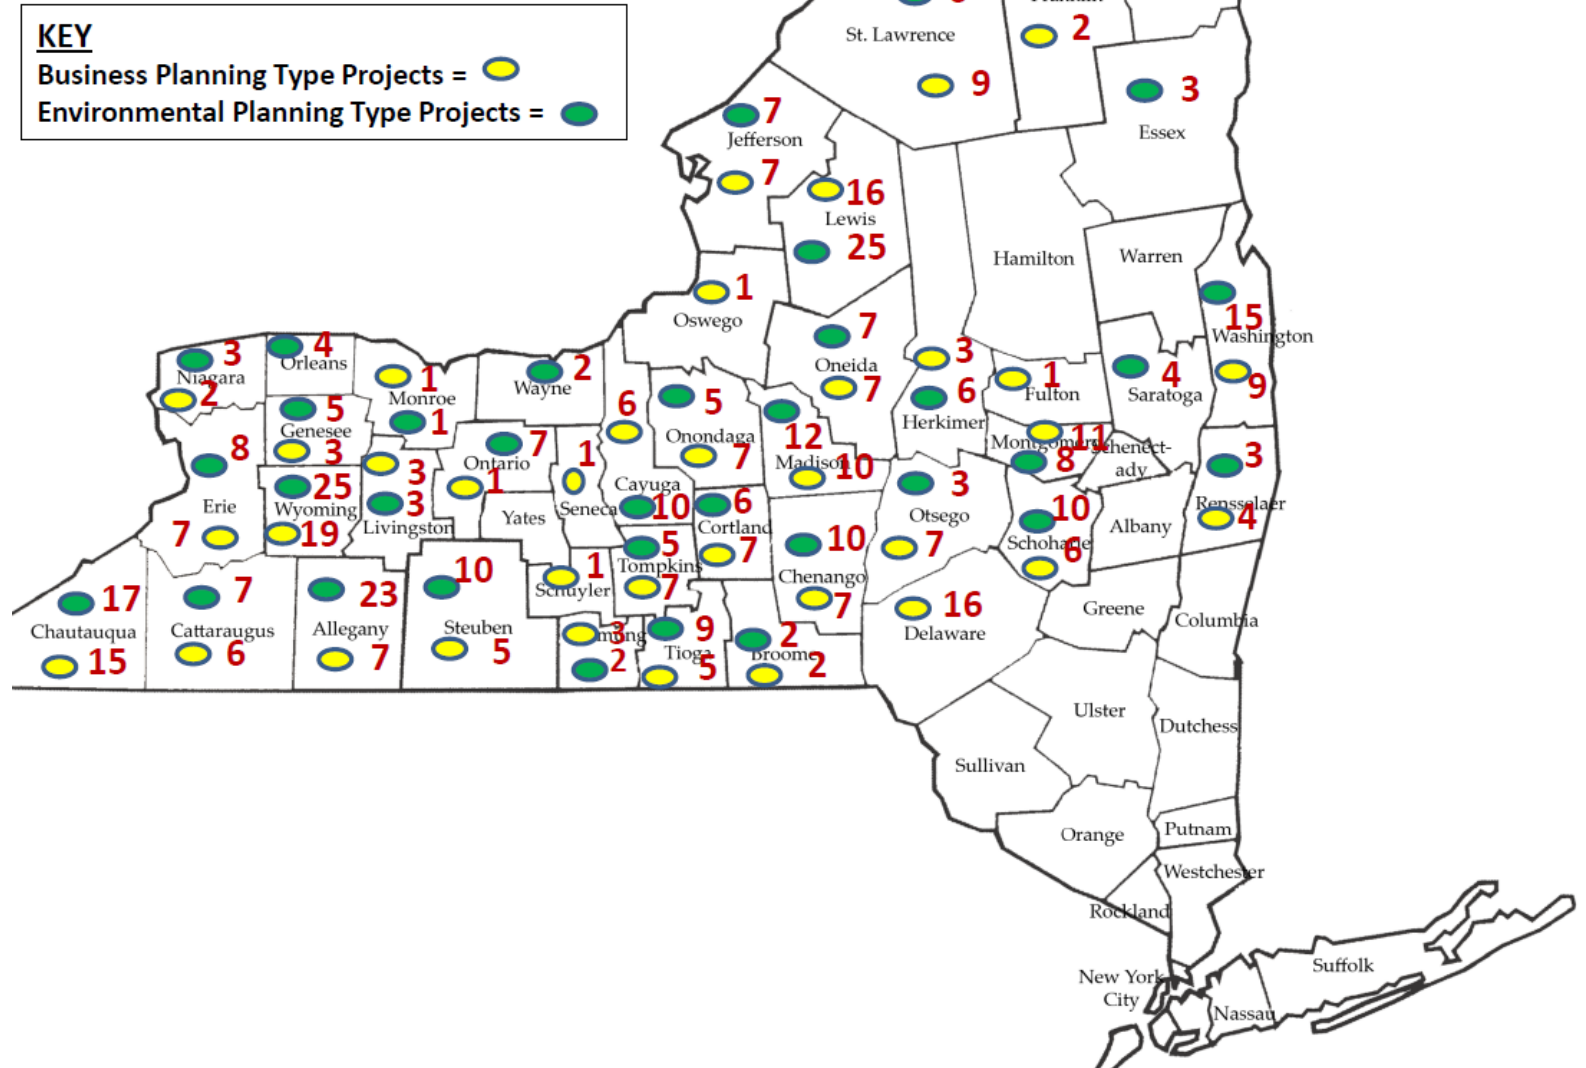 KEY
Business Planning Type Projects =
Environmental Planning Type Projects =
St. Lawrence
9
2
3
Essex
7
Jefferson
7
16
Lewis
25
Hamilton
Warren
1
Oswego
7
Oneida
7
3
6
Herkimer
1
Fulton
4
Saratoga
15
Washington
9
3
Niagara
2
4
Orleans
1
Monroe
1
2
Wayne
6
5
Onondaga
7
12
Madison
10
11
Montgomery
8
Schenect-
ady
3
Rensselaer
4
5
Genesee
3
8
Erie
7
25
Wyoming
19
3
3
Livingston
7
Ontario
1
Yates
1
Seneca
Cayuga
10
6
Cortland
7
10
Chenango
7
3
Otsego
7
10
Schoharie
6
Albany
5
Tompkins
7
1
Schuyler
17
Chautauqua
15
7
Cattaraugus
6
23
Allegany
7
10
Steuben
5
3
2
9
Tioga
5
2
Broome
2
16
Delaware
Greene
Columbia
Ulster
Dutchess
Sullivan
Orange
Putnam
Westchester
Rockland
New York
City
Nassau
Suffolk